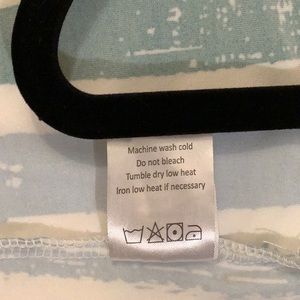 Machine wash cold
Do not bleach
Tumble dry low heat
Iron low heat if necessary